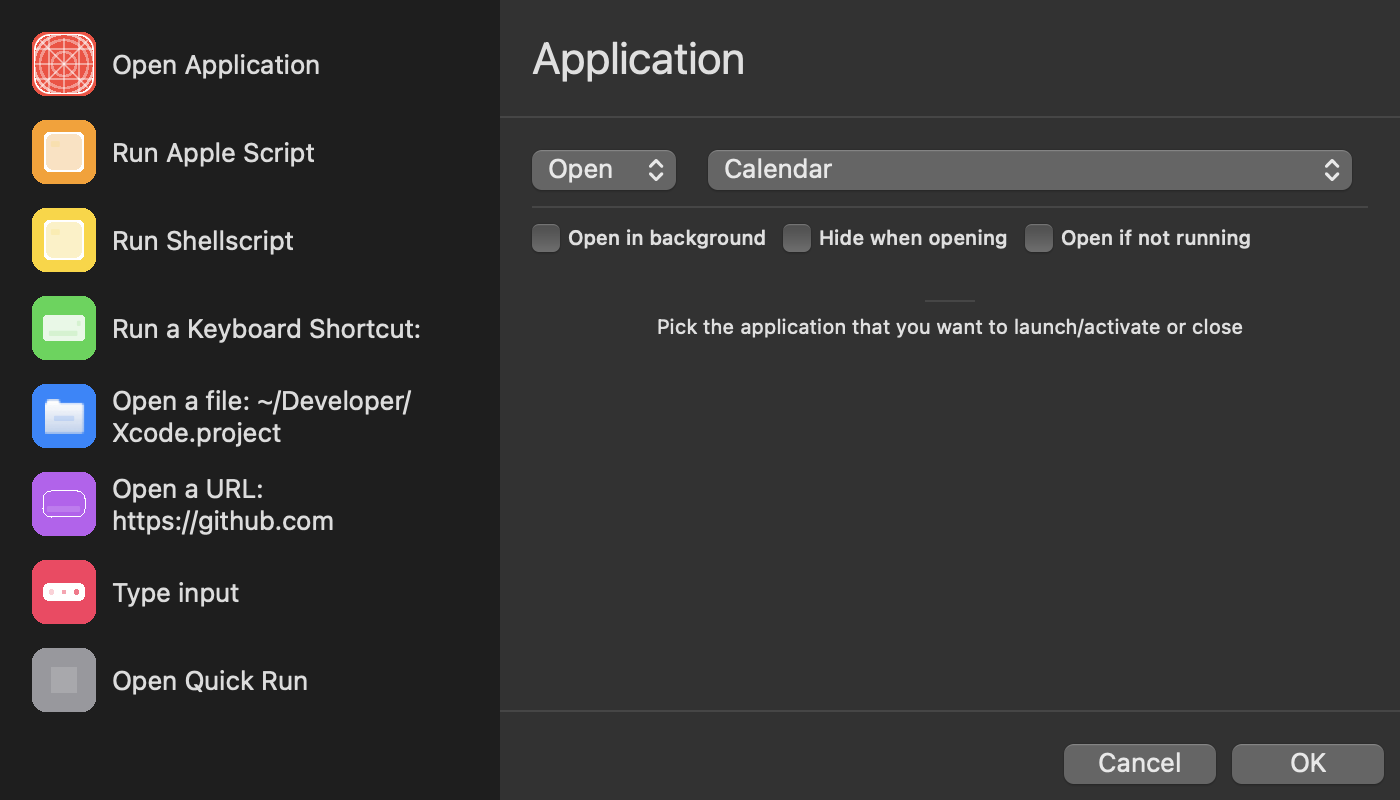 Open Application
Run Apple Script
Run Shellscript
Run a Keyboard Shortcut:
Open a file: ~/Developer/
Xcode.project
Open a URL:
https://github.com
Type input
Open Quick Run
Application
Open
Calendar
Open in background
Hide when opening
Open if not running
Pick the application that you want to launch/activate or close
Cancel
OK